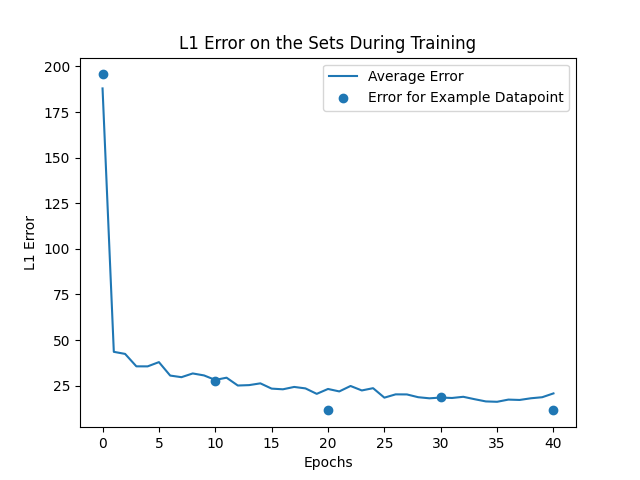 L1 Error on the Sets During Training
Average Error
Error for Example Datapoint
200
175
150
125
100
75
50
25
L1 Error
0 5 10 15 20 25 30 35 40
Epochs